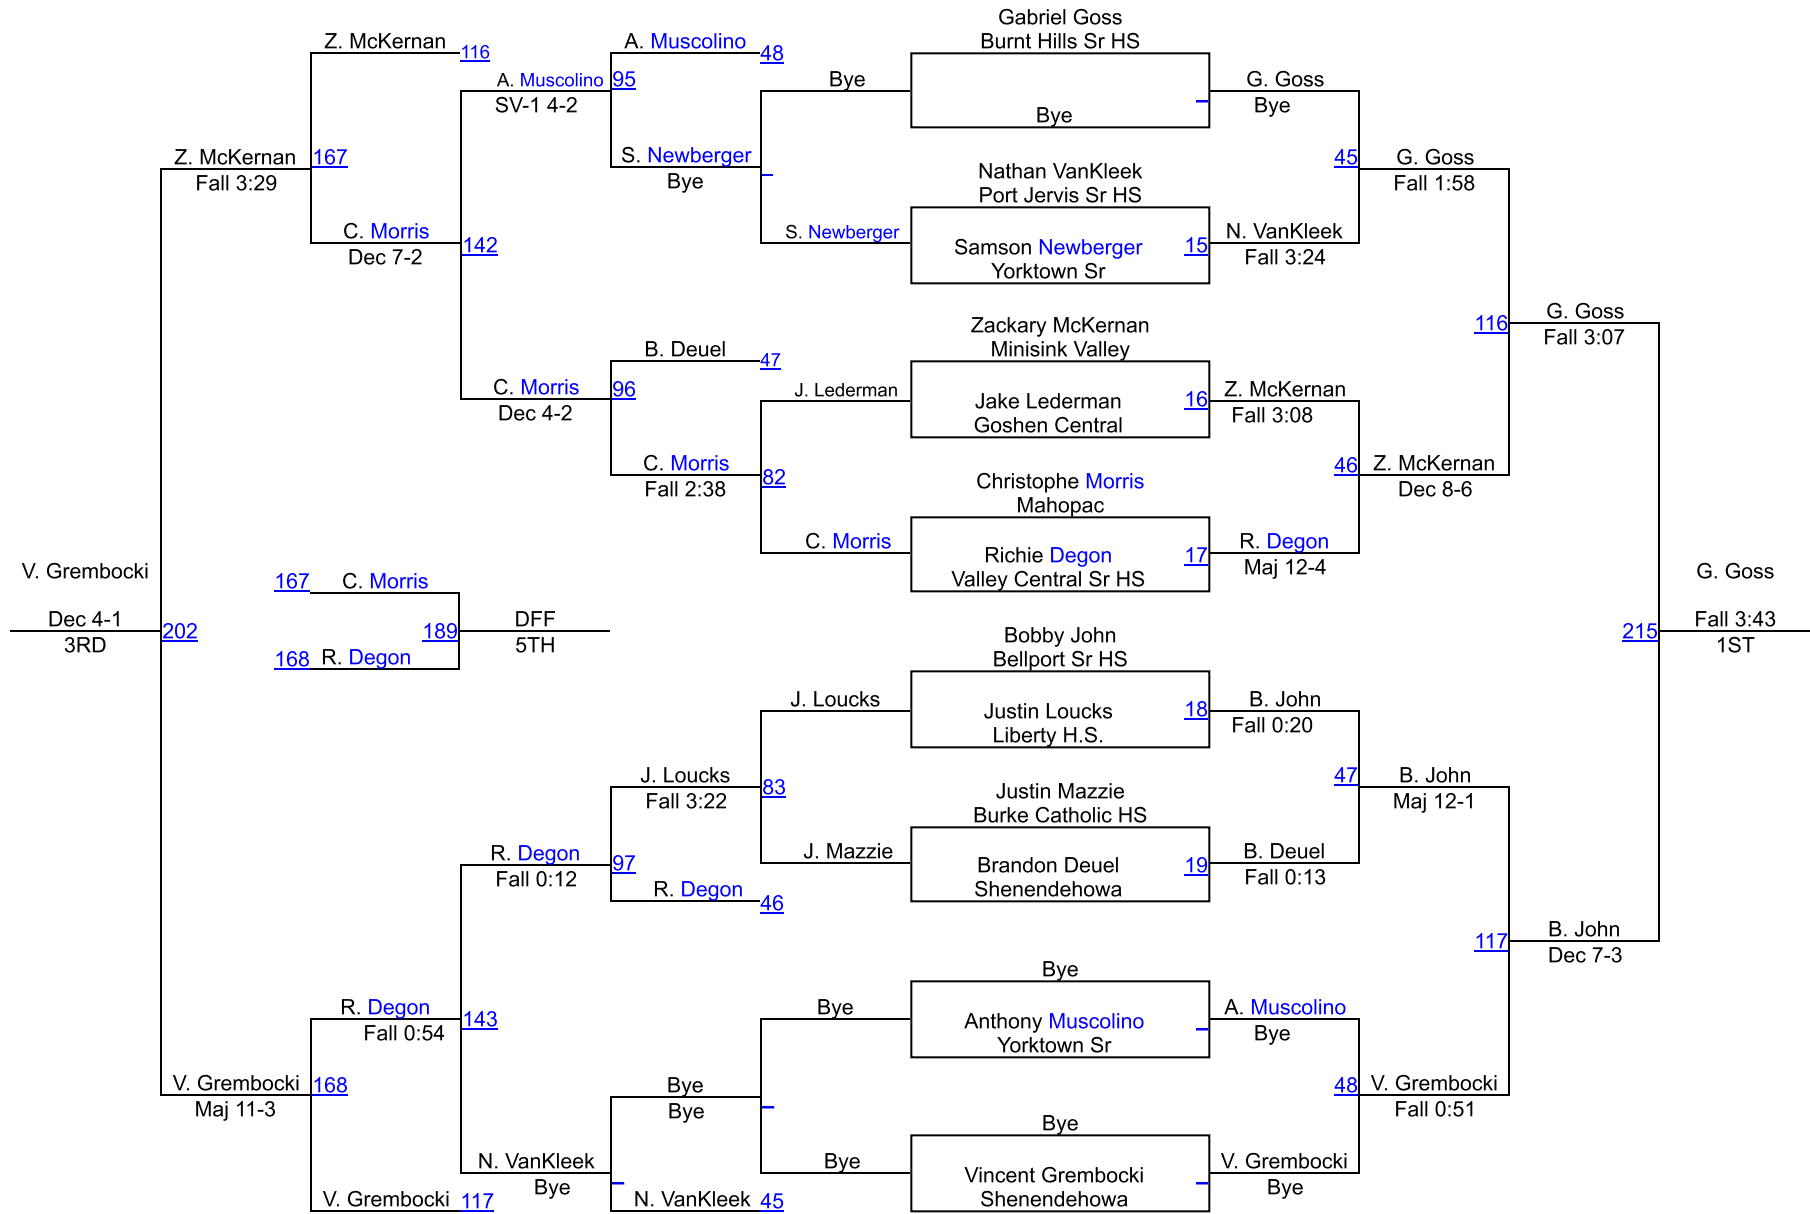 Gabriel Goss
Burnt Hills Sr HS
Z. McKernan
116
A. Muscolino
48
A. Muscolino
95
SV-1 4-2
Bye
G. Goss
Bye
Bye
Z. McKernan
167
Fall 3:29
S. Newberger
Bye
45
G. Goss
Fall 1:58
Nathan VanKleek
Port Jervis Sr HS
C. Morris
142
Dec 7-2
S. Newberger
Samson Newberger
15
Yorktown Sr
N. VanKleek
Fall 3:24
Zackary McKernan
Minisink Valley
116
G. Goss
Fall 3:07
B. Deuel
47
C. Morris
96
Dec 4-2
J. Lederman
Jake Lederman
16
Goshen Central
Z. McKernan
Fall 3:08
C. Morris
82
Fall 2:38
46
Z. McKernan
Dec 8-6
Christophe Morris
Mahopac
C. Morris
Richie Degon
17
Valley Central Sr HS
R. Degon
Maj 12-4
V. Grembocki
Dec 4-1
3RD
202
167
C. Morris
189
168
R. Degon
DFF
5TH
G. Goss
215
Fall 3:43
1ST
Bobby John
Bellport Sr HS
J. Loucks
Justin Loucks
18
Liberty H.S.
B. John
Fall 0:20
J. Loucks
83
Fall 3:22
47
B. John
Maj 12-1
Justin Mazzie
Burke Catholic HS
R. Degon
97
Fall 0:12
R. Degon
46
J. Mazzie
Brandon Deuel
19
Shenendehowa
B. Deuel
Fall 0:13
117
B. John
Dec 7-3
Bye
R. Degon
143
Fall 0:54
Bye
Anthony Muscolino
Yorktown Sr
A. Muscolino
Bye
V. Grembocki
168
Maj 11-3
Bye
Bye
48
V. Grembocki
Fall 0:51
Bye
N. VanKleek
Bye
Bye
Vincent Grembocki
Shenendehowa
V. Grembocki
Bye
V. Grembocki
117
N. VanKleek
45